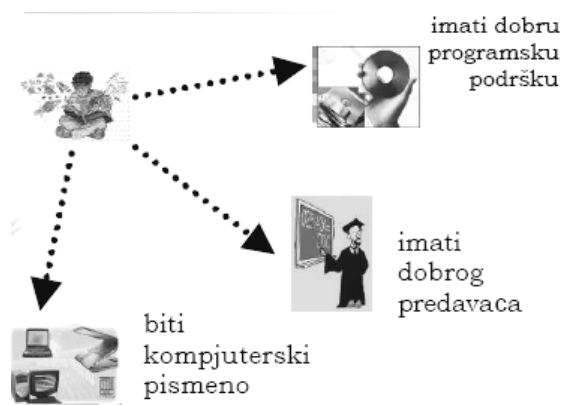 imati dobru
programsku
podršku
imati
dobrog
predavaca
biti
kompjuterski
pismeno